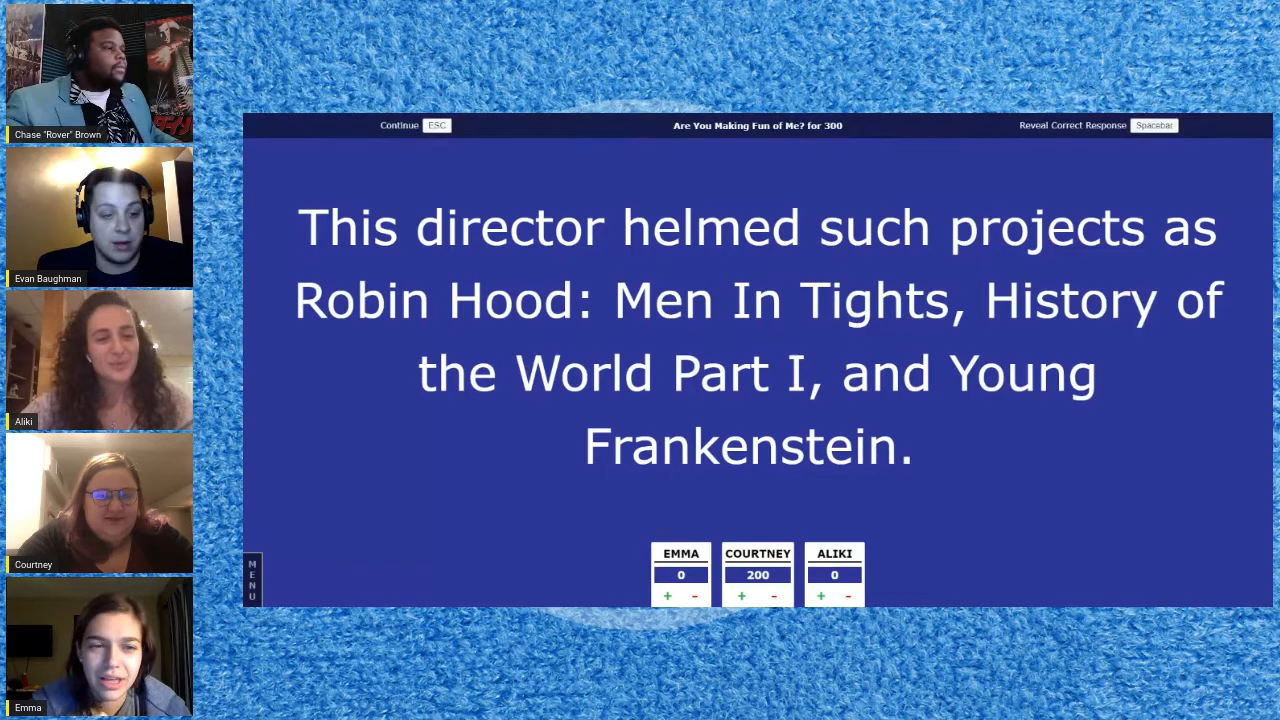 Chase "Rover" Brown
Evan Baughman
Aliki
Courtney
Emma
Continue ESC
Are You Making Fun of Me? for 300
Reveal Correct Response Spacebar
This director helmed such projects as
Robin Hood: Men In Tights, History of
the World Part I, and Young
Frankenstein.
MENU
EMMA COURTNEY ALIKI
0 200 0
+ - + - + -